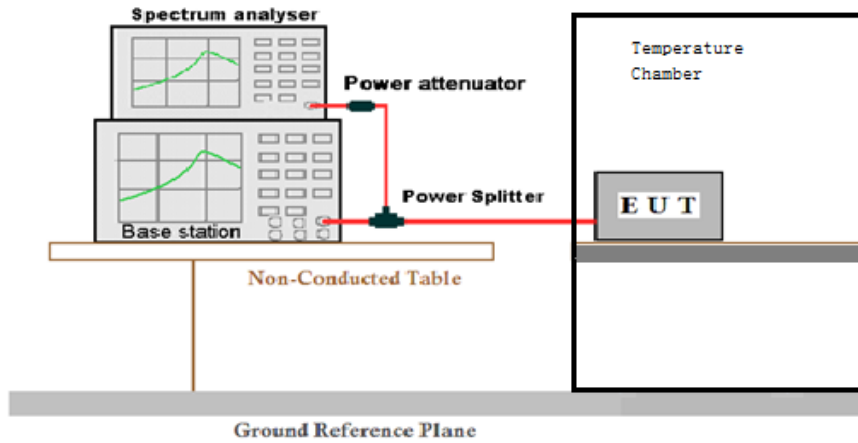 Spectrum analyser
Temperature
Chamber
Power attenuator
Power Splitter
E U T
Base station
Non-Conducted Table
Ground Reference Plane